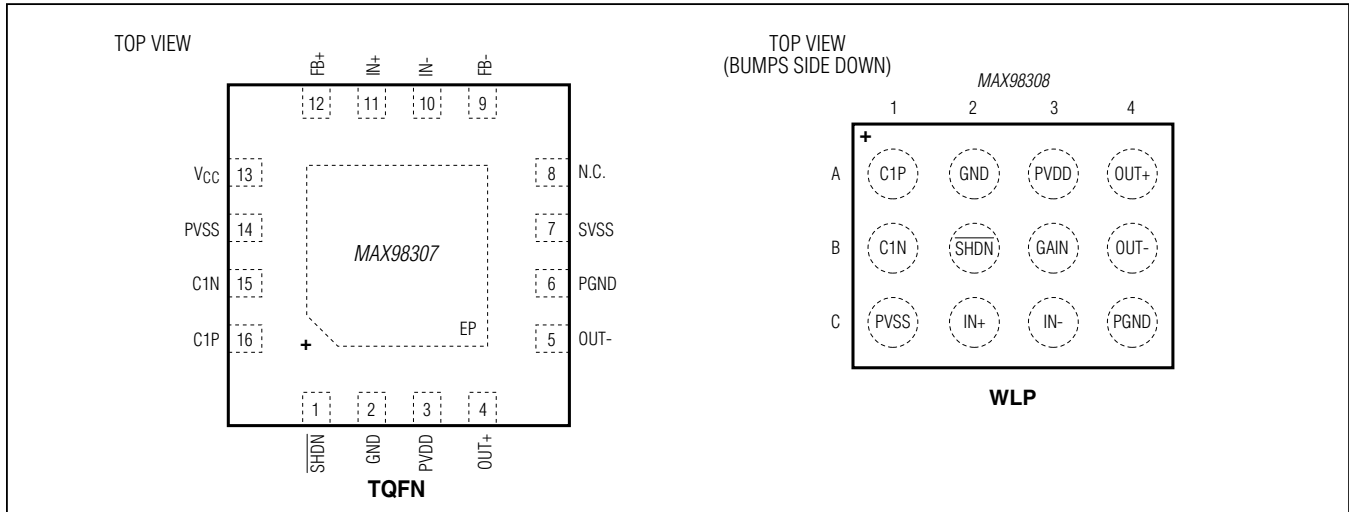 TOP VIEW
FB+ IN+ IN- FB-
12 11 10 9
VCC 13
PVSS 14
C1N 15
C1P 16
MAX98307
EP
+
8 N.C.
7 SVSS
6 PGND
5 OUT-
1 2 3 4
SHDN GND PVDD OUT+
TQFN
TOP VIEW
(BUMPS SIDE DOWN)
MAX98308
1 2 3 4
+
A C1P GND PVDD OUT+
B C1N SHDN GAIN OUT-
C PVSS IN+ IN- PGND
WLP